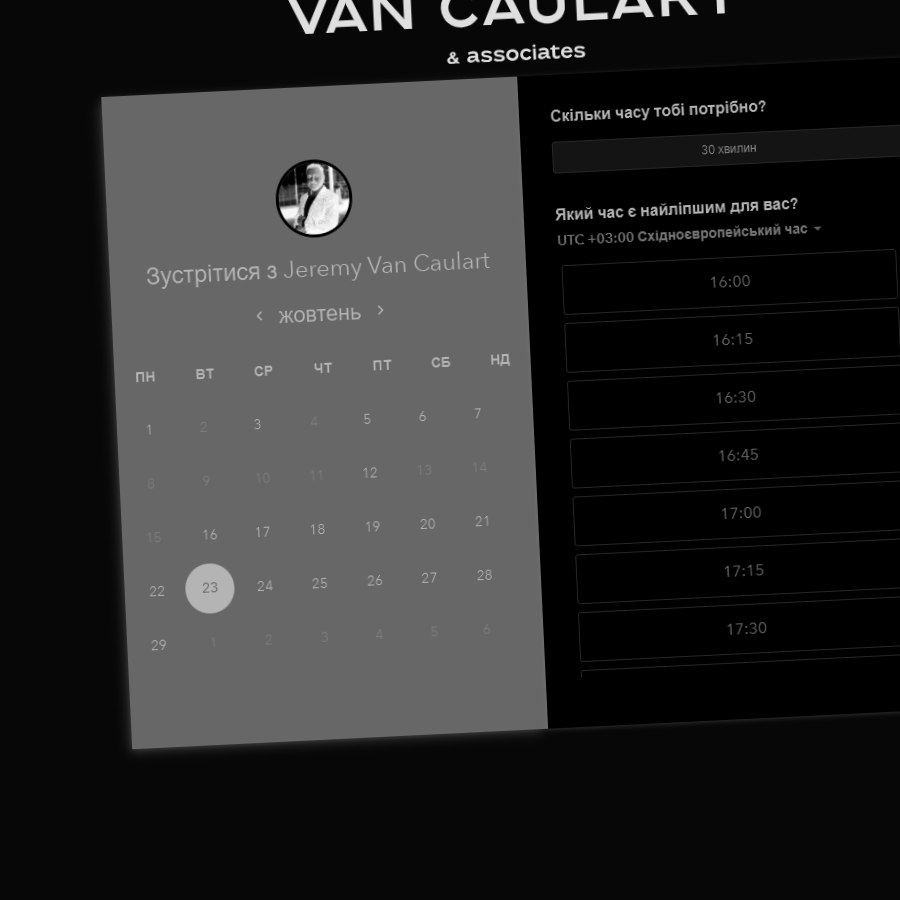 VAN CAULART
& associates
Зустрітися з Jeremy Van Caulart
жовтень
ПН ВТ СР ЧТ ПТ СБ НД
1 2 3 4 5 6 7
8 9 10 11 12 13 14
15 16 17 18 19 20 21
22 23 24 25 26 27 28
29 1 2 3 4 5 6
Скільки часу тобі потрібно?
30 хвилин
Який час є найліпшим для вас?
UTC +03:00 Східноєвропейський час
16:00
16:15
16:30
16:45
17:00
17:15
17:30